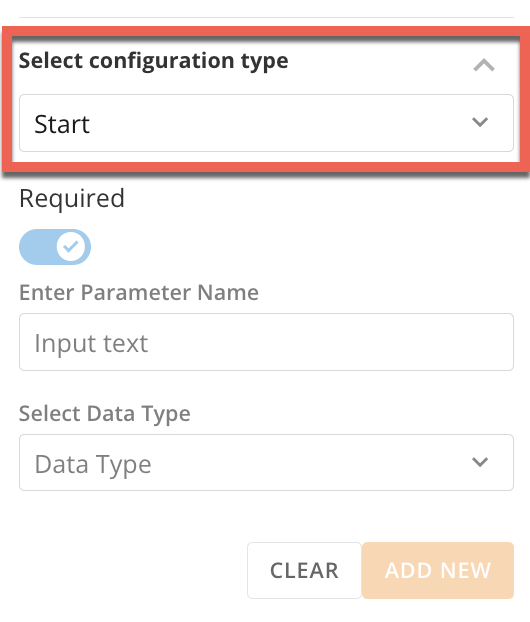 Select configuration type
Start
Required
Enter Parameter Name
Input text
Select Data Type
Data Type
CLEAR ADD NEW